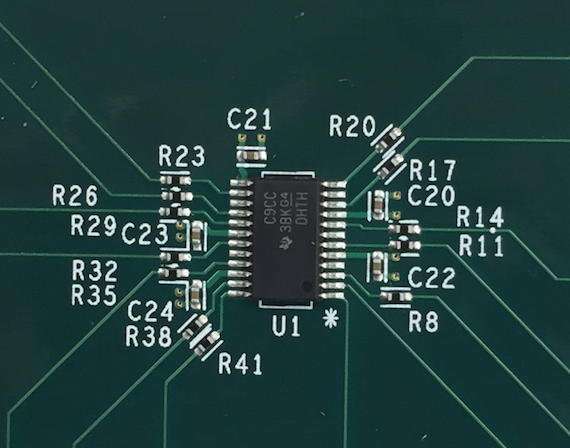 C21
R20
R23
R17
R26
C20
R29
C23
R14
R11
R32
R35
C22
C24
R38
R8
R41
U1
*
C9CC
3BKG4
DHTH